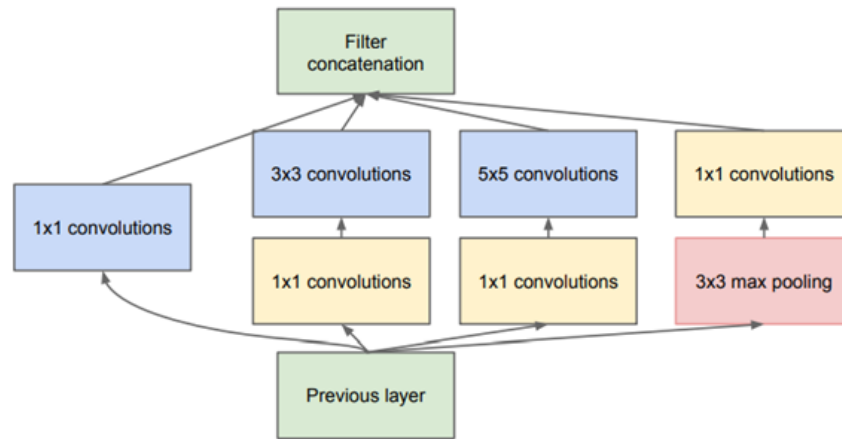 Filter
concatenation
3x3 convolutions
5x5 convolutions
1x1 convolutions
1x1 convolutions
1x1 convolutions
1x1 convolutions
3x3 max pooling
Previous layer